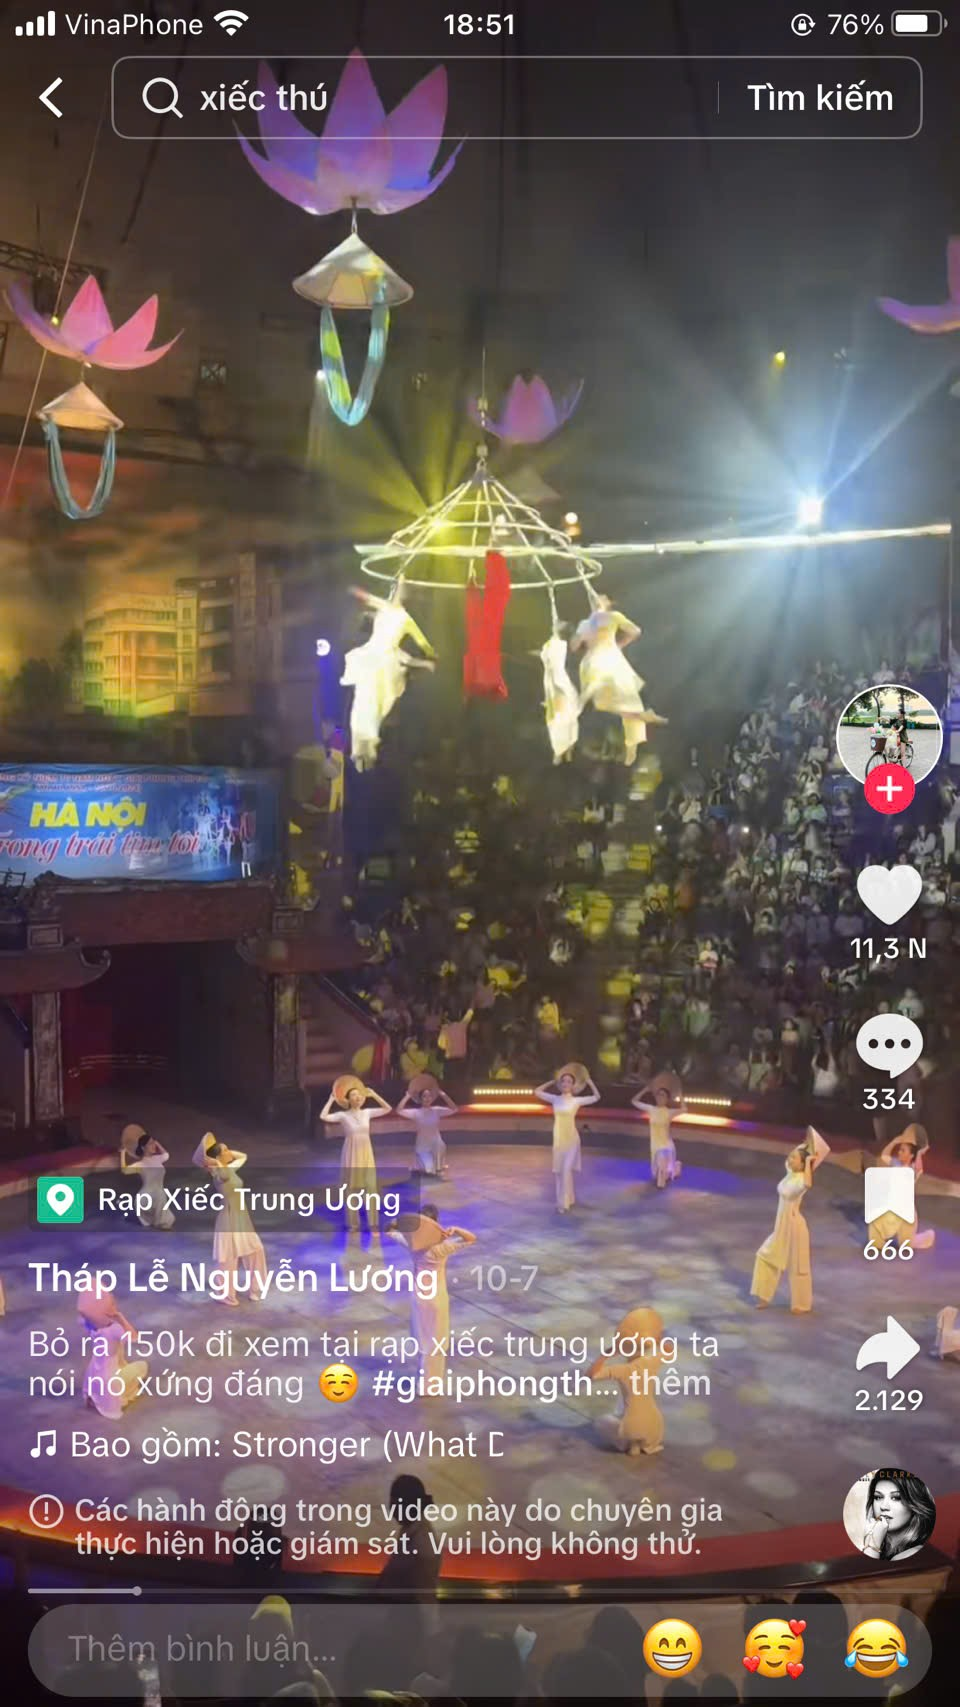 VinaPhone 18:51 76%
xiếc thú Tìm kiếm
HÀ NỘI
rong trái tim tôi
11,3 N
334
Rạp Xiếc Trung Ương
666
Tháp Lễ Nguyễn Lương · 10-7
Bỏ ra 150k đi xem tại rạp xiếc trung ương ta
nói nó xứng đáng ☺️ #giaiphongth... thêm
2.129
Bao gồm: Stronger (What D
CLARK
Các hành động trong video này do chuyên gia
thực hiện hoặc giám sát. Vui lòng không thử.
Thêm bình luận...